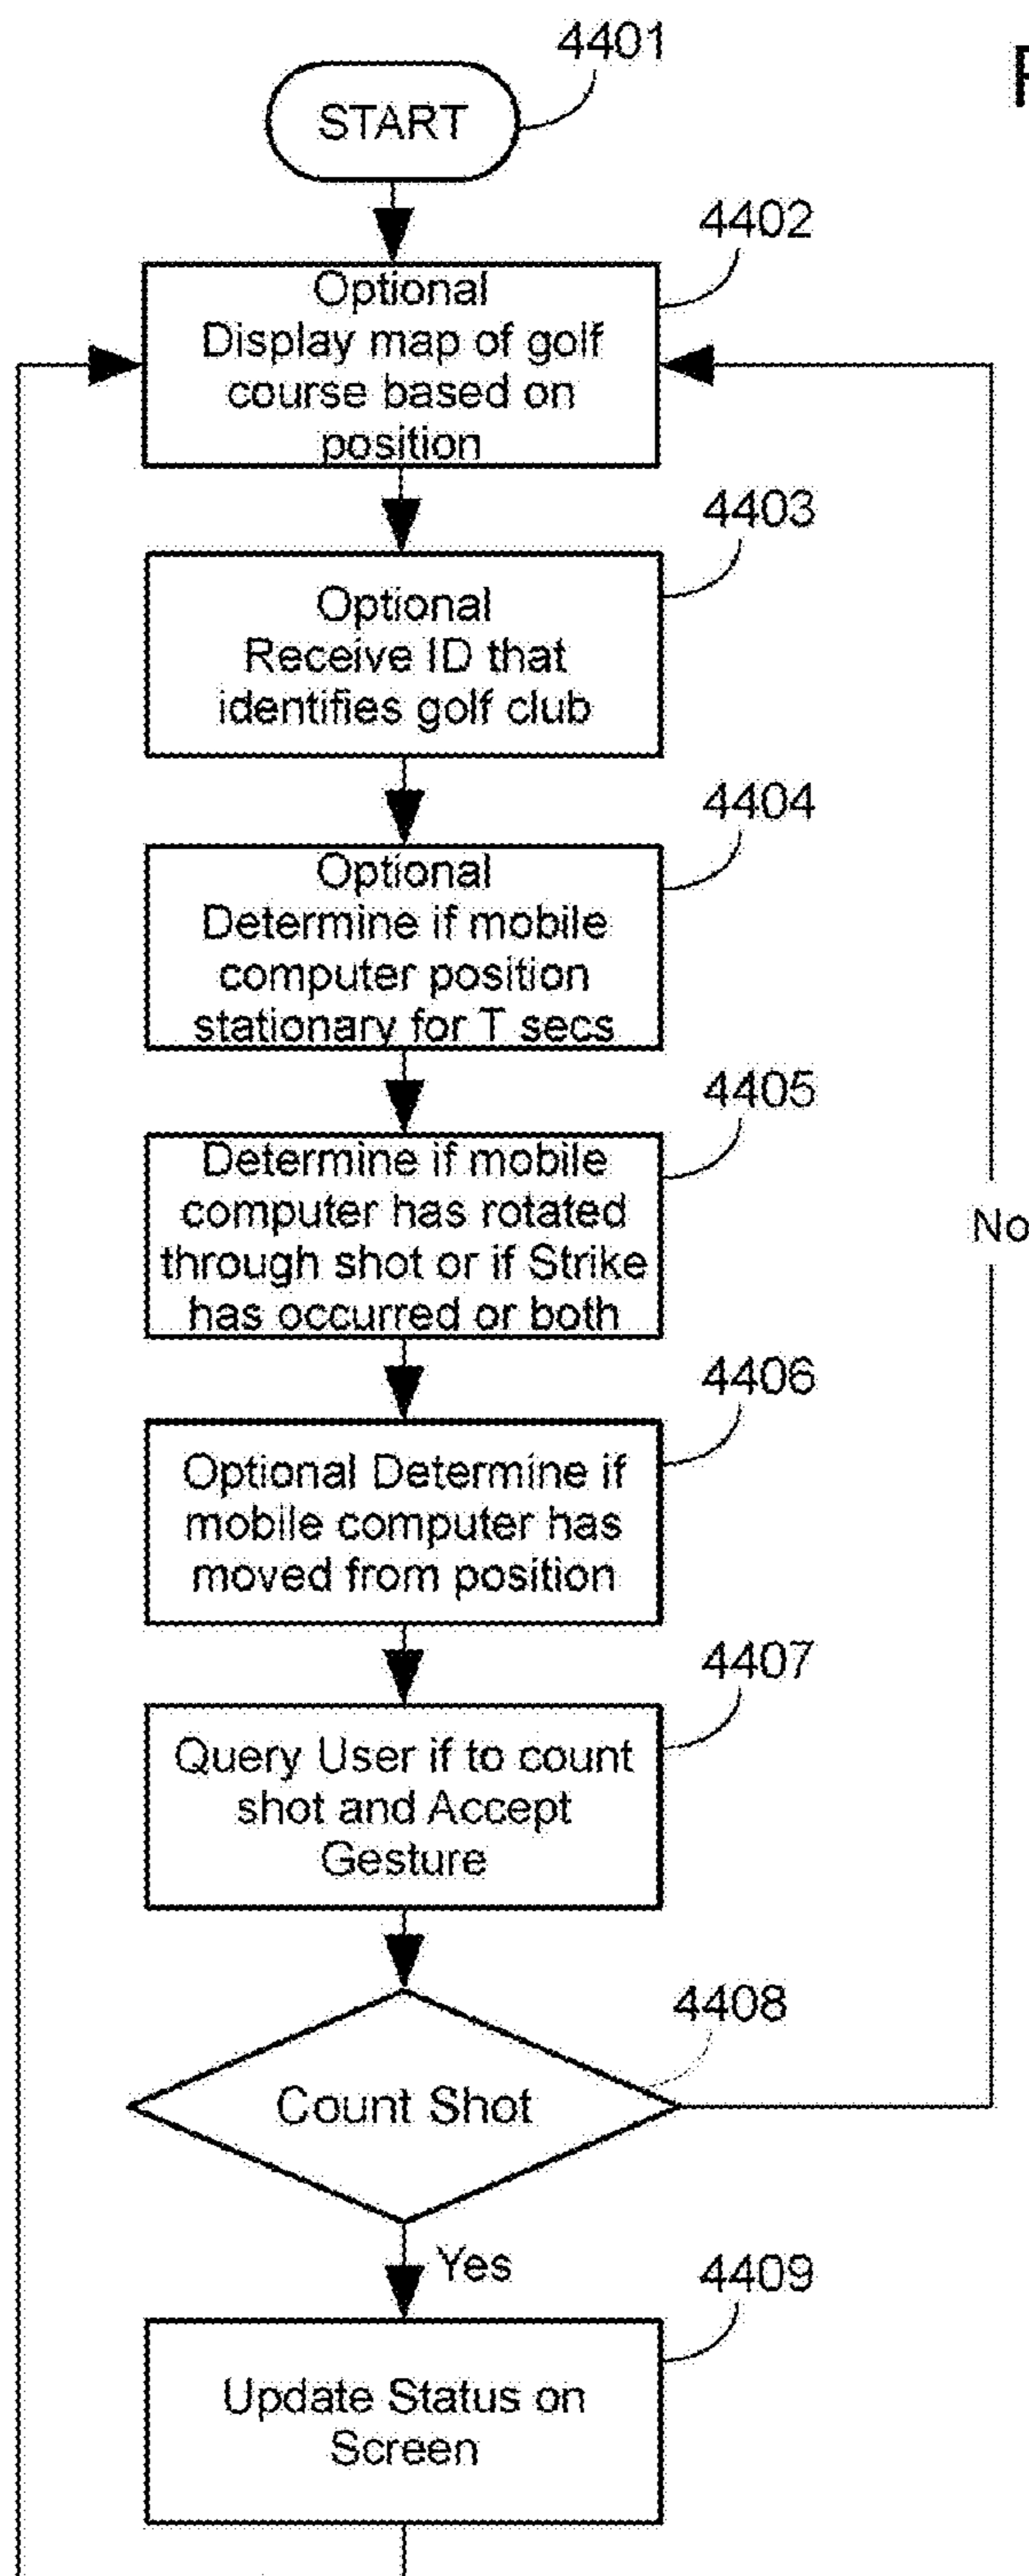 4401
START
4402
Optional
Display map of golf
course based on
position
4403
Optional
Receive ID that
identifies golf club
4404
Optional
Determine if mobile
computer position
stationary for T secs
4405
Determine if mobile
computer has rotated
through shot or if Strike
has occurred or both
No
4406
Optional Determine if
mobile computer has
moved from position
4407
Query User if to count
shot and Accept
Gesture
4408
Count Shot
Yes
4409
Update Status on
Screen